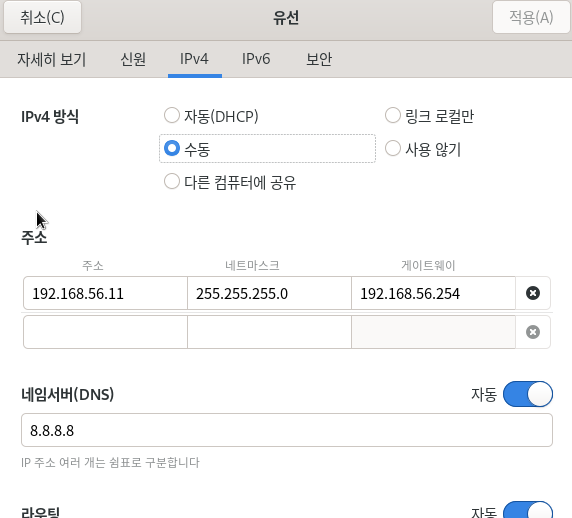 취소(C) 유선 적용(A)
자세히 보기 신원 IPv4 IPv6 보안
IPv4 방식 자동(DHCP) 링크 로컬만
수동 사용 않기
다른 컴퓨터에 공유
주소
주소 네트마스크 게이트웨이
192.168.56.11 255.255.255.0 192.168.56.254
네임서버(DNS) 자동
8.8.8.8
IP 주소 여러 개는 쉼표로 구분합니다
라우팅 자동